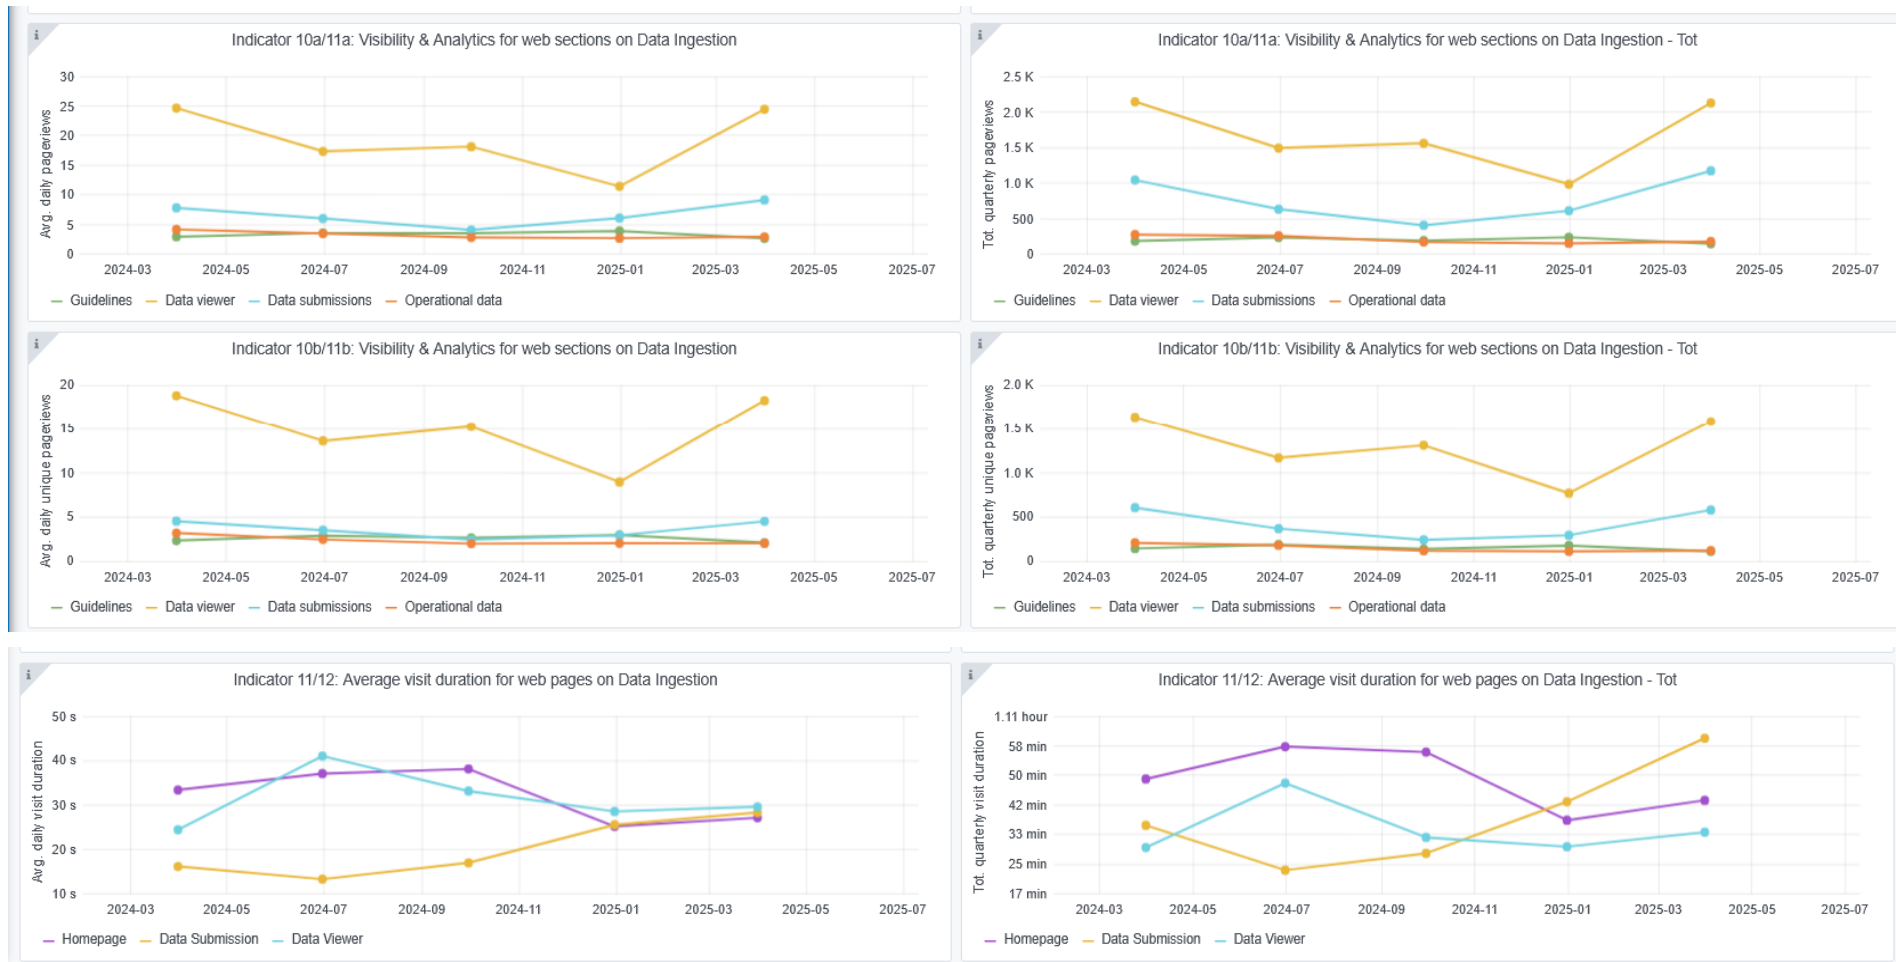 Indicator 10a/11a: Visibility & Analytics for web sections on Data Ingestion
Avg. daily pageviews
30
25
20
15
10
5
0
2024-03 2024-05 2024-07 2024-09 2024-11 2025-01 2025-03 2025-05 2025-07
Guidelines Data viewer Data submissions Operational data
Indicator 10a/11a: Visibility & Analytics for web sections on Data Ingestion - Tot
Tot. quarterly pageviews
2.5 K
2.0 K
1.5 K
1.0 K
500
0
2024-03 2024-05 2024-07 2024-09 2024-11 2025-01 2025-03 2025-05 2025-07
Guidelines Data viewer Data submissions Operational data
Indicator 10b/11b: Visibility & Analytics for web sections on Data Ingestion
Avg. daily unique pageviews
20
15
10
5
0
2024-03 2024-05 2024-07 2024-09 2024-11 2025-01 2025-03 2025-05 2025-07
Guidelines Data viewer Data submissions Operational data
Indicator 10b/11b: Visibility & Analytics for web sections on Data Ingestion - Tot
Tot. quarterly unique pageviews
2.0 K
1.5 K
1.0 K
500
0
2024-03 2024-05 2024-07 2024-09 2024-11 2025-01 2025-03 2025-05 2025-07
Guidelines Data viewer Data submissions Operational data
Indicator 11/12: Average visit duration for web pages on Data Ingestion
Avg. daily visit duration
50 s
40 s
30 s
20 s
10 s
2024-03 2024-05 2024-07 2024-09 2024-11 2025-01 2025-03 2025-05 2025-07
Homepage Data Submission Data Viewer
Indicator 11/12: Average visit duration for web pages on Data Ingestion - Tot
Tot. quarterly visit duration
1.11 hour
58 min
50 min
42 min
33 min
25 min
17 min
2024-03 2024-05 2024-07 2024-09 2024-11 2025-01 2025-03 2025-05 2025-07
Homepage Data Submission Data Viewer